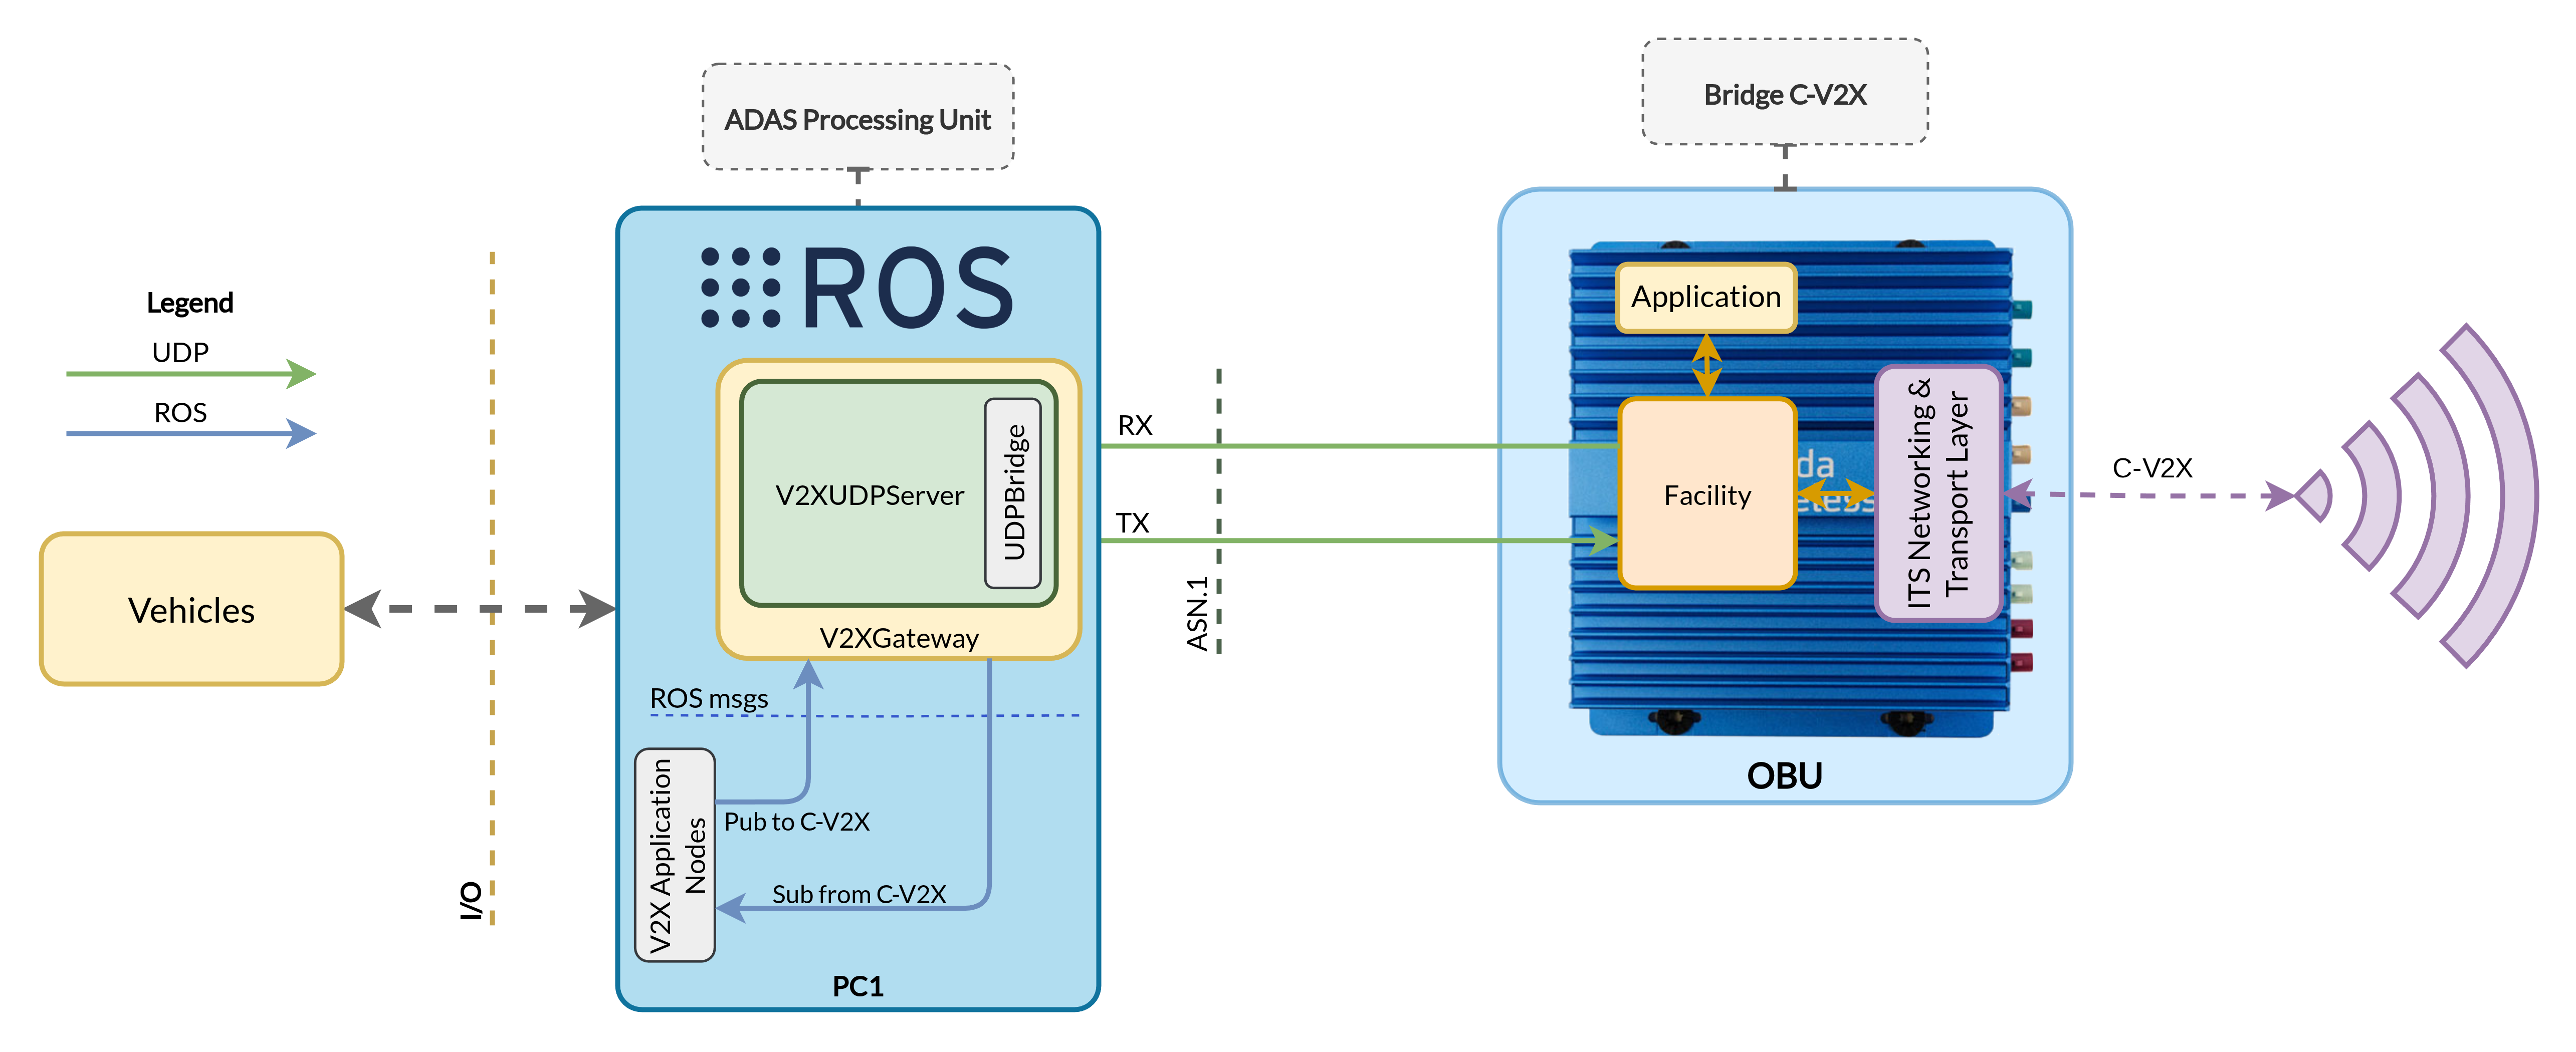 ADAS Processing Unit
Bridge C-V2X
Legend
UDP
ROS
Vehicles
I/O
ROS
V2XUDPServer
UDPBridge
V2XGateway
ROS msgs
V2X Application
Nodes
Pub to C-V2X
Sub from C-V2X
PC1
RX
TX
ASN.1
Application
Facility
ITS Networking &
Transport Layer
OBU
C-V2X